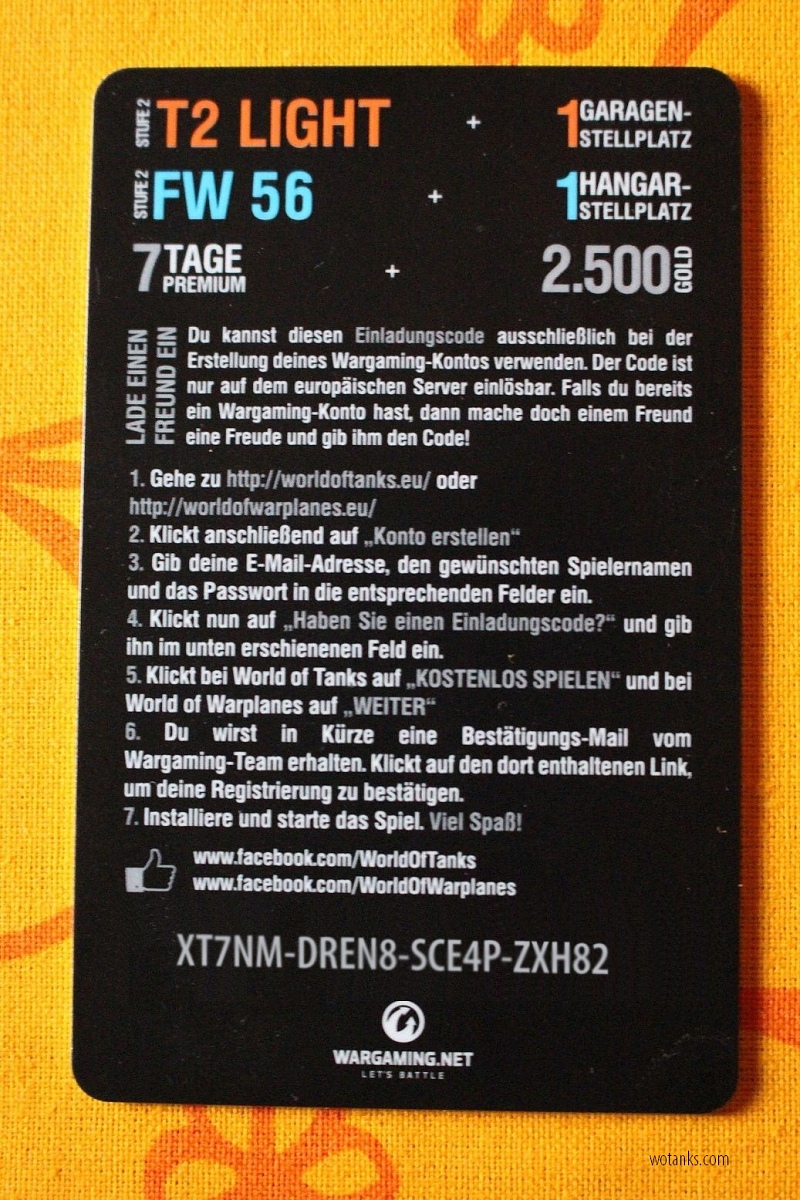 STUFE 2 T2 LIGHT + 1 GARAGEN-
STELLPLATZ
STUFE 2 FW 56 + 1 HANGAR-
STELLPLATZ
7 TAGE PREMIUM + 2.500 GOLD
LADE EINEN
FREUND EIN
Du kannst diesen Einladungscode ausschließlich bei der
Erstellung deines Wargaming-Kontos verwenden. Der Code ist
nur auf dem europäischen Server einlösbar. Falls du bereits
ein Wargaming-Konto hast, dann mache doch einem Freund
eine Freude und gib ihm den Code!
1. Gehe zu http://worldoftanks.eu/ oder
http://worldofwarplanes.eu/
2. Klickt anschließend auf „Konto erstellen“
3. Gib deine E-Mail-Adresse, den gewünschten Spielernamen
und das Passwort in die entsprechenden Felder ein.
4. Klickt nun auf „Haben Sie einen Einladungscode?“ und gib
ihn im unten erschienenen Feld ein.
5. Klickt bei World of Tanks auf „KOSTENLOS SPIELEN“ und bei
World of Warplanes auf „WEITER“
6. Du wirst in Kürze eine Bestätigungs-Mail vom
Wargaming-Team erhalten. Klickt auf den dort enthaltenen Link,
um deine Registrierung zu bestätigen.
7. Installiere und starte das Spiel. Viel Spaß!
www.facebook.com/WorldOfTanks
www.facebook.com/WorldOfWarplanes
XT7NM-DREN8-SCE4P-ZXH82
WARGAMING.NET
LET'S BATTLE
wotanks.com